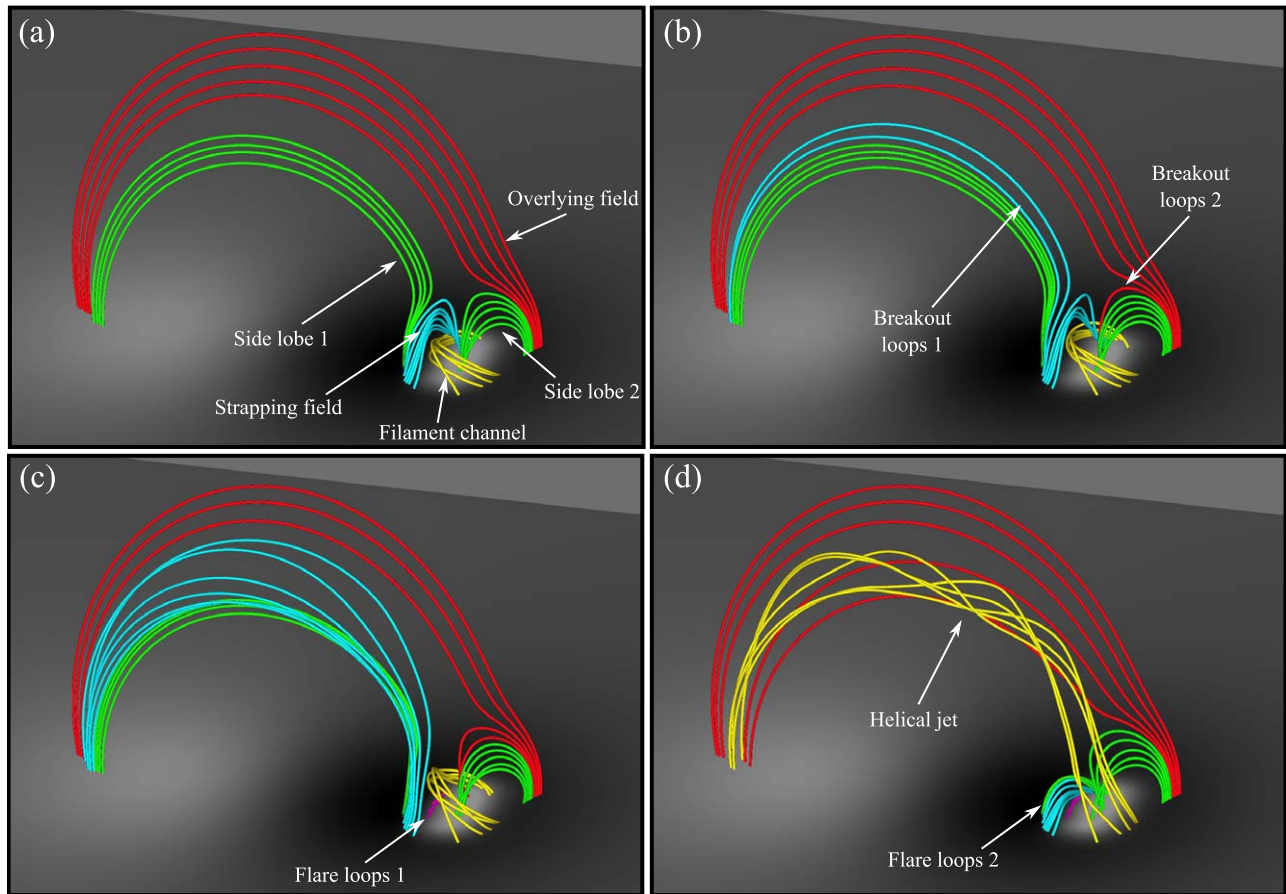 (a)
Overlying field
Side lobe 1
Strapping field
Side lobe 2
Filament channel
(b)
Breakout
loops 2
Breakout
loops 1
(c)
Flare loops 1
(d)
Helical jet
Flare loops 2